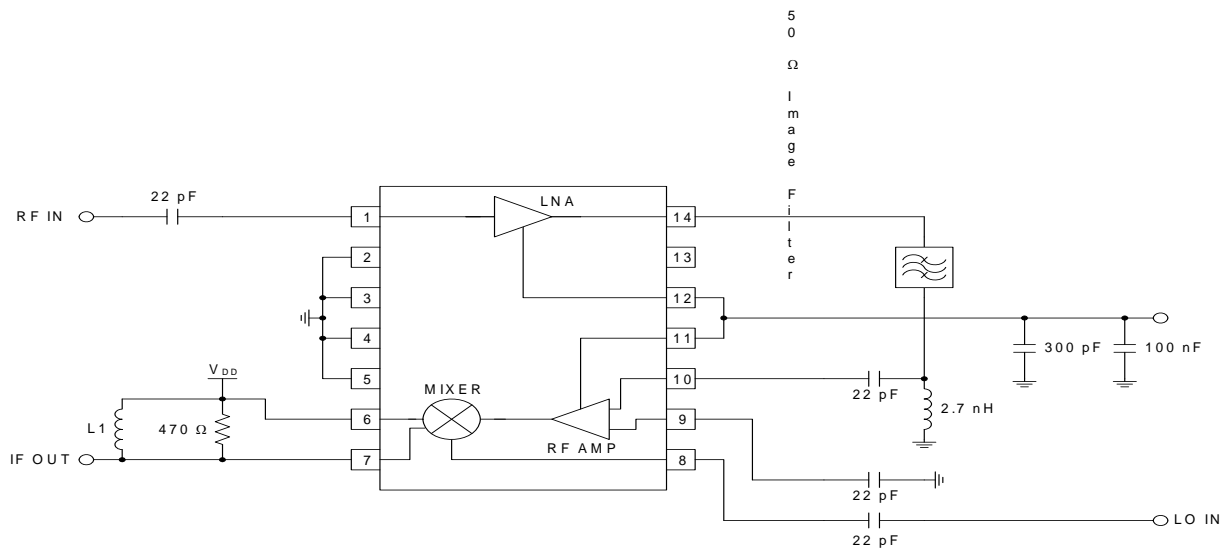 50 Ω Image Filter
22 pF
LNA
RF IN
1
14
2
13
3
12
4
11
300 pF
100 nF
5
10
VDD
MIXER
22 pF
2.7 nH
6
9
L1
470 Ω
RF AMP
IF OUT
7
8
22 pF
LO IN
22 pF